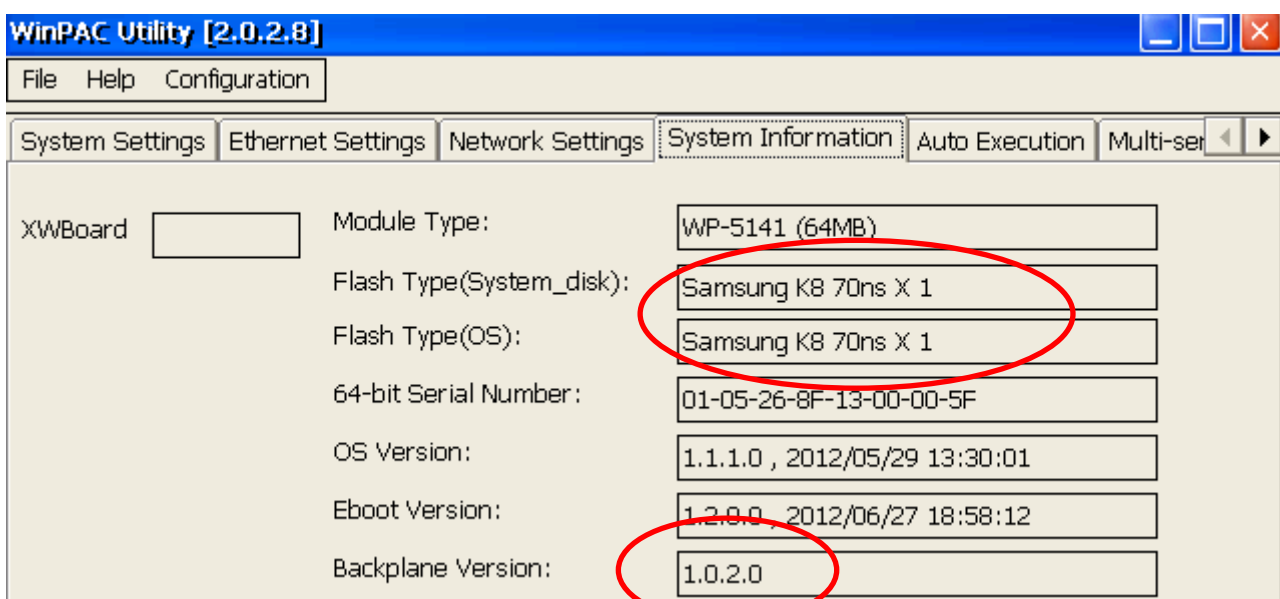 WinPAC Utility [2.0.2.8]
File Help Configuration
System Settings Ethernet Settings Network Settings System Information Auto Execution Multi-ser
XWBoard
Module Type: WP-5141 (64MB)
Flash Type(System_disk): Samsung K8 70ns X 1
Flash Type(OS): Samsung K8 70ns X 1
64-bit Serial Number: 01-05-26-8F-13-00-00-5F
OS Version: 1.1.1.0 , 2012/05/29 13:30:01
Eboot Version: 1.2.0.0 , 2012/06/27 18:58:12
Backplane Version: 1.0.2.0